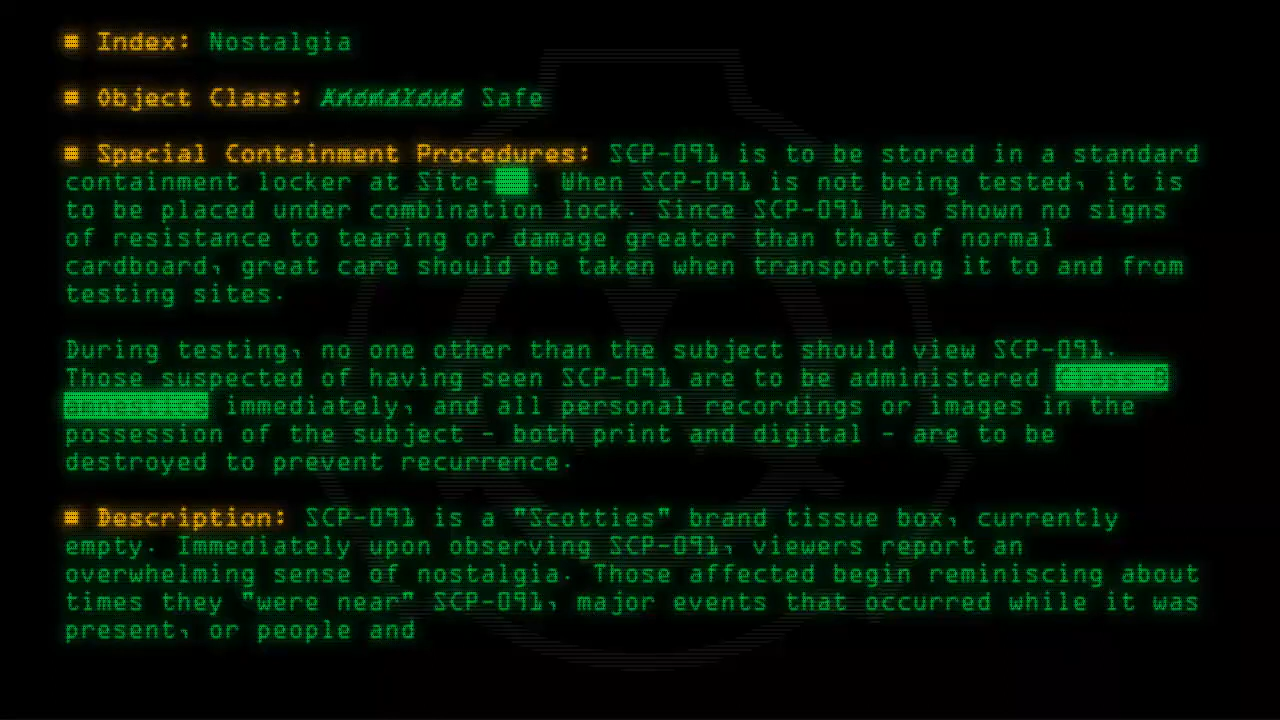 ■ Index: Nostalgia
■ Object Class Safe
■ Special Containment Procedures: SCP-091 is to be stored in a standard
containment locker at Site-██. When SCP-091 is not being tested, it is
to be placed under combination lock. Since SCP-091 has shown no signs
of resistance to tearing or damage greater than that of normal
cardboard, great care should be taken when transporting it to and from
testing sites.
During testing, no one other than the subject should view SCP-091.
Those suspected of having seen SCP-091 are to be administered Class B
amnestics immediately, and all personal recordings or images in the
possession of the subject - both print and digital - are to be
destroyed to prevent recurrence.
■ Description: SCP-091 is a "Scotties" brand tissue box, currently
empty. Immediately upon observing SCP-091, viewers report an
overwhelming sense of nostalgia. Those affected begin reminiscing about
times they "were near" SCP-091, major events that occurred while it was
present, or people and